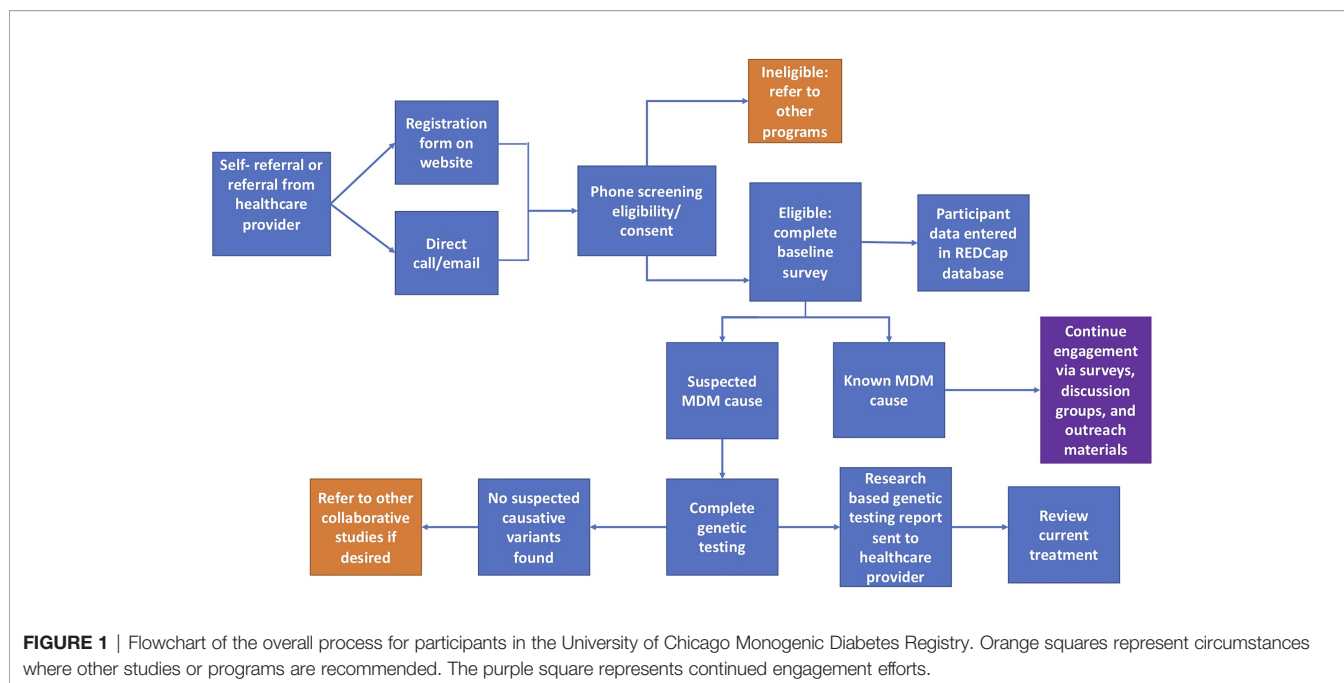 Self- referral or
referral from
healthcare
provider
Registration
form on
website
Direct
call/email
Phone screening
eligibility/
consent
Ineligible:
refer to
other
programs
Eligible:
complete
baseline
survey
Participant
data entered
in REDCap
database
Suspected
MDM cause
Known MDM
cause
Continue
engagement
via surveys,
discussion
groups, and
outreach
materials
Refer to other
collaborative
studies if
desired
No suspected
causative
variants
found
Complete
genetic
testing
Research
based genetic
testing report
sent to
healthcare
provider
Review
current
treatment
FIGURE 1 | Flowchart of the overall process for participants in the University of Chicago Monogenic Diabetes Registry. Orange squares represent circumstances
where other studies or programs are recommended. The purple square represents continued engagement efforts.